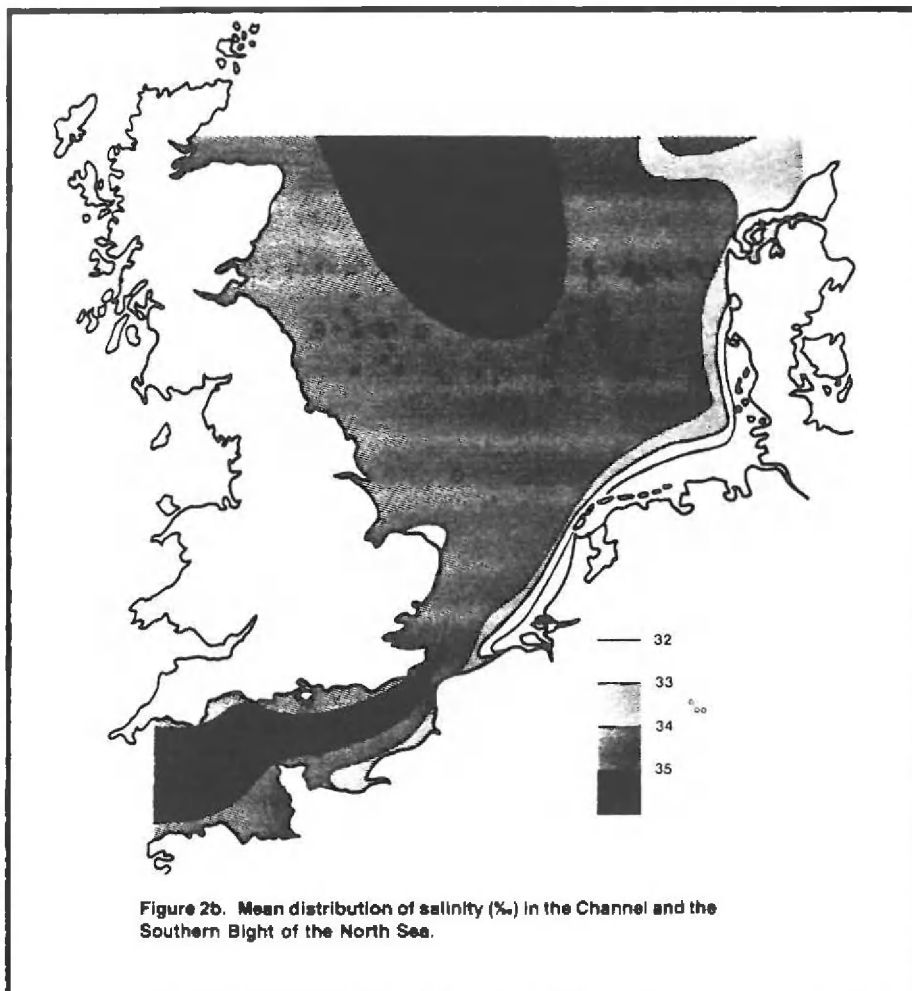 32
33
‰
34
35
Figure 2b. Mean distribution of salinity (‰) in the Channel and the
Southern Bight of the North Sea.